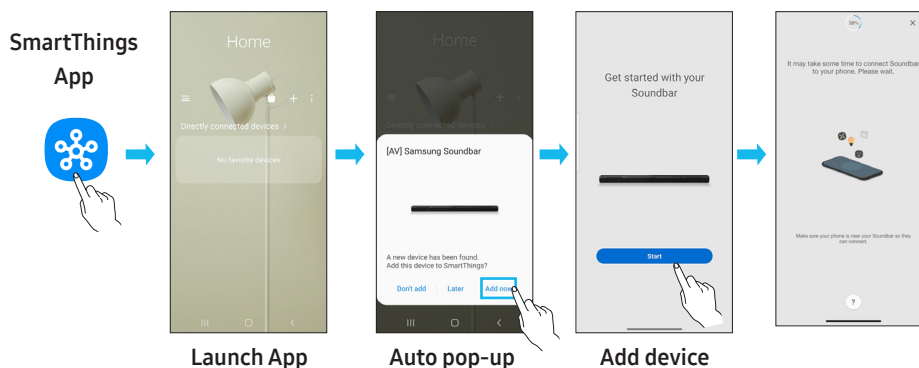 SmartThings
App
Home
Directly connected devices >
No favorite devices
Launch App
Home
Directly connected devices >
[AV] Samsung Soundbar
A new device has been found.
Add this device to SmartThings?
Don't add
Later
Add now
Auto pop-up
Get started with your
Soundbar
Start
Add device
38%
It may take some time to connect Soundbar
to your phone. Please wait.
Make sure your phone is near your Soundbar so they
can connect.
?